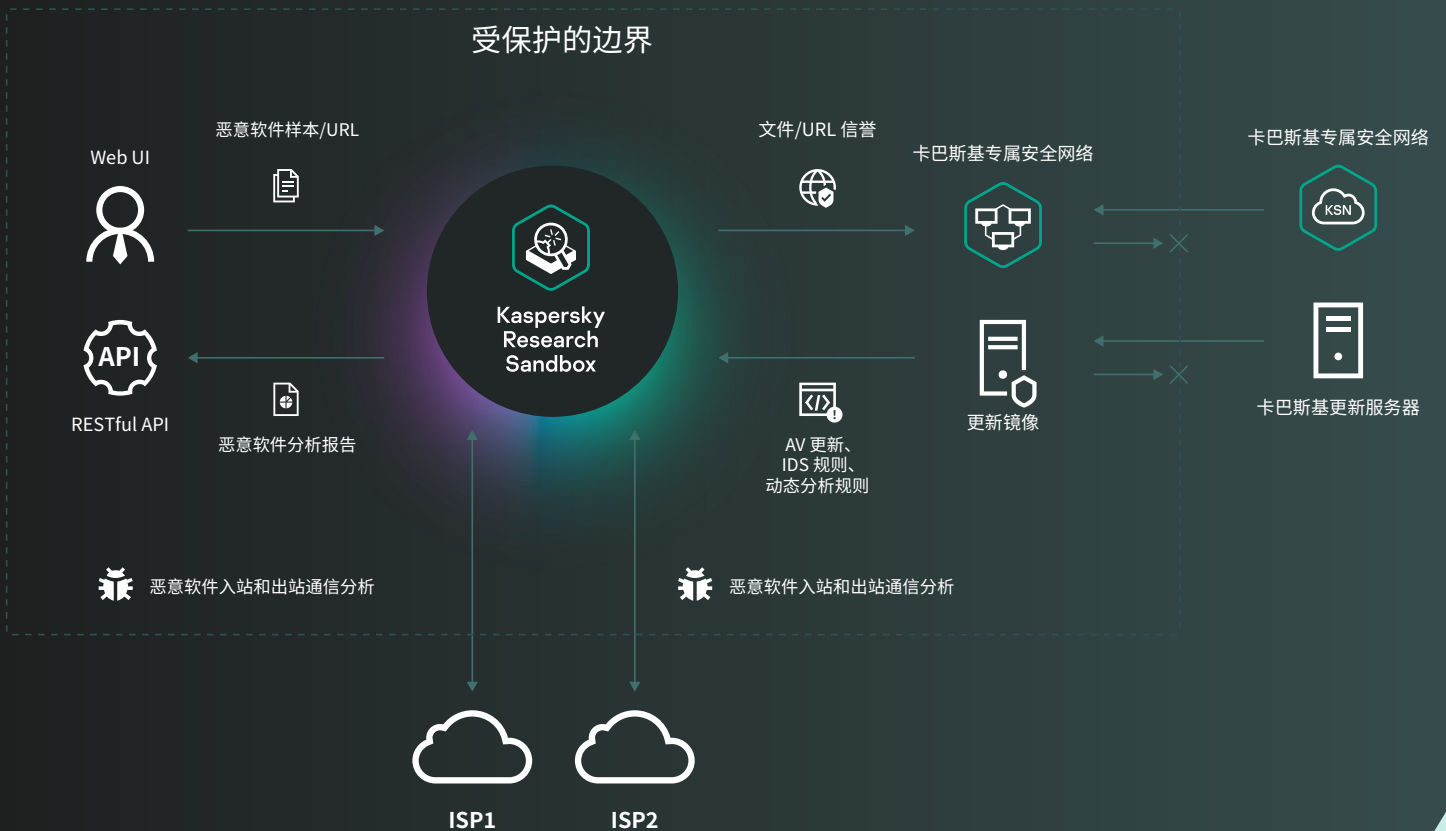 受保护的边界
恶意软件样本/URL
文件/URL 信誉
卡巴斯基专属安全网络
卡巴斯基专属安全网络
Web UI
KSN
Kaspersky
Research
Sandbox
API
RESTful API
恶意软件分析报告
AV 更新、
IDS 规则、
动态分析规则
更新镜像
卡巴斯基更新服务器
恶意软件入站和出站通信分析
恶意软件入站和出站通信分析
ISP1
ISP2